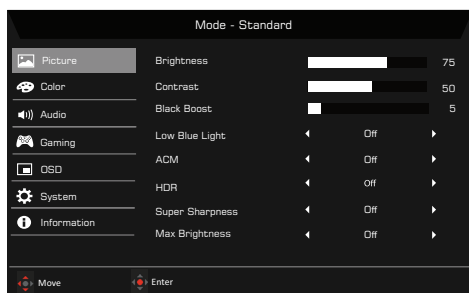 Mode - Standard
Picture
Color
Audio
Gaming
OSD
System
Information
Brightness 75
Contrast 50
Black Boost 5
Low Blue Light Off
ACM Off
HDR Off
Super Sharpness Off
Max Brightness Off
Move Enter